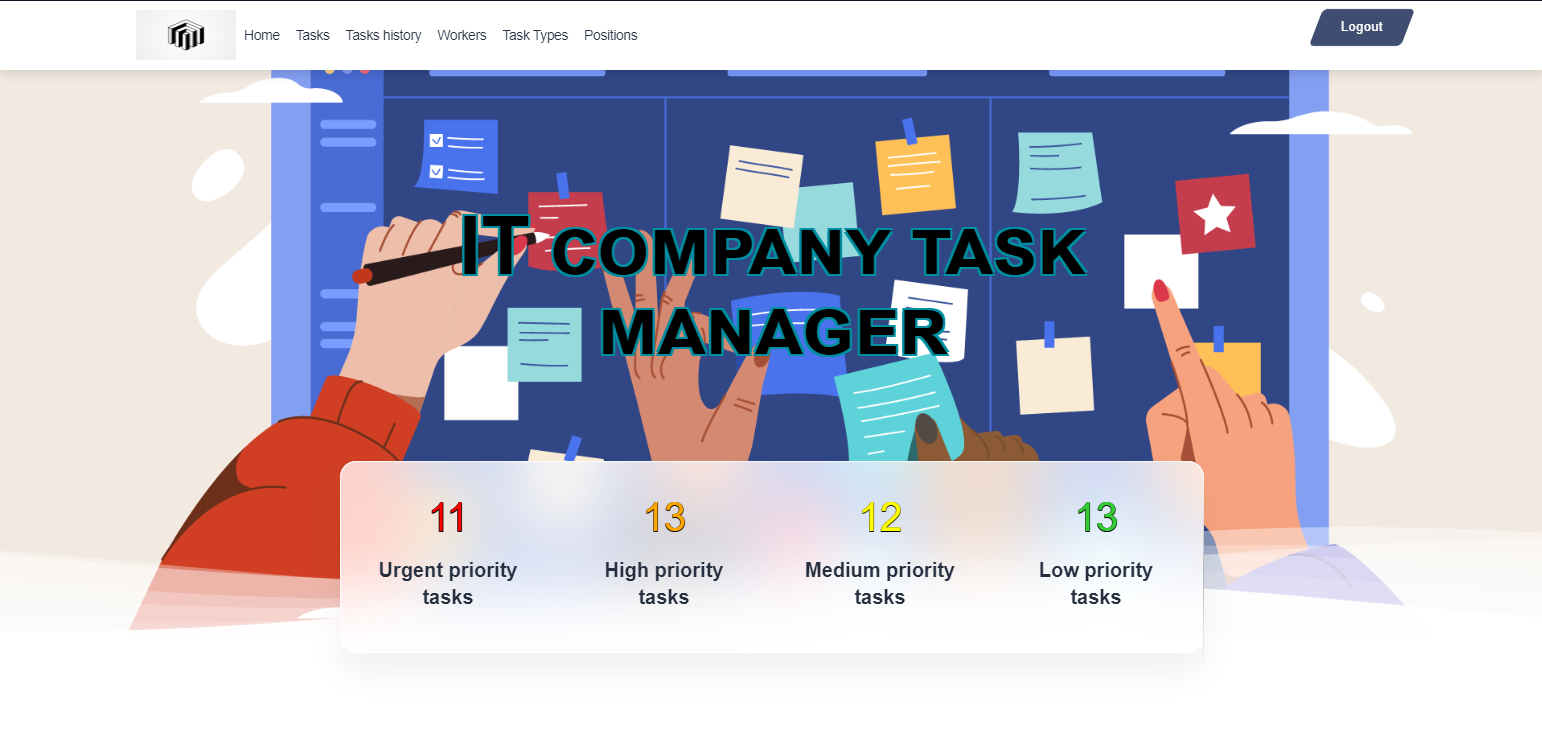 Home Tasks Tasks history Workers Task Types Positions Logout
IT COMPANY TASK
MANAGER
11 13 12 13
Urgent priority High priority Medium priority Low priority
tasks tasks tasks tasks